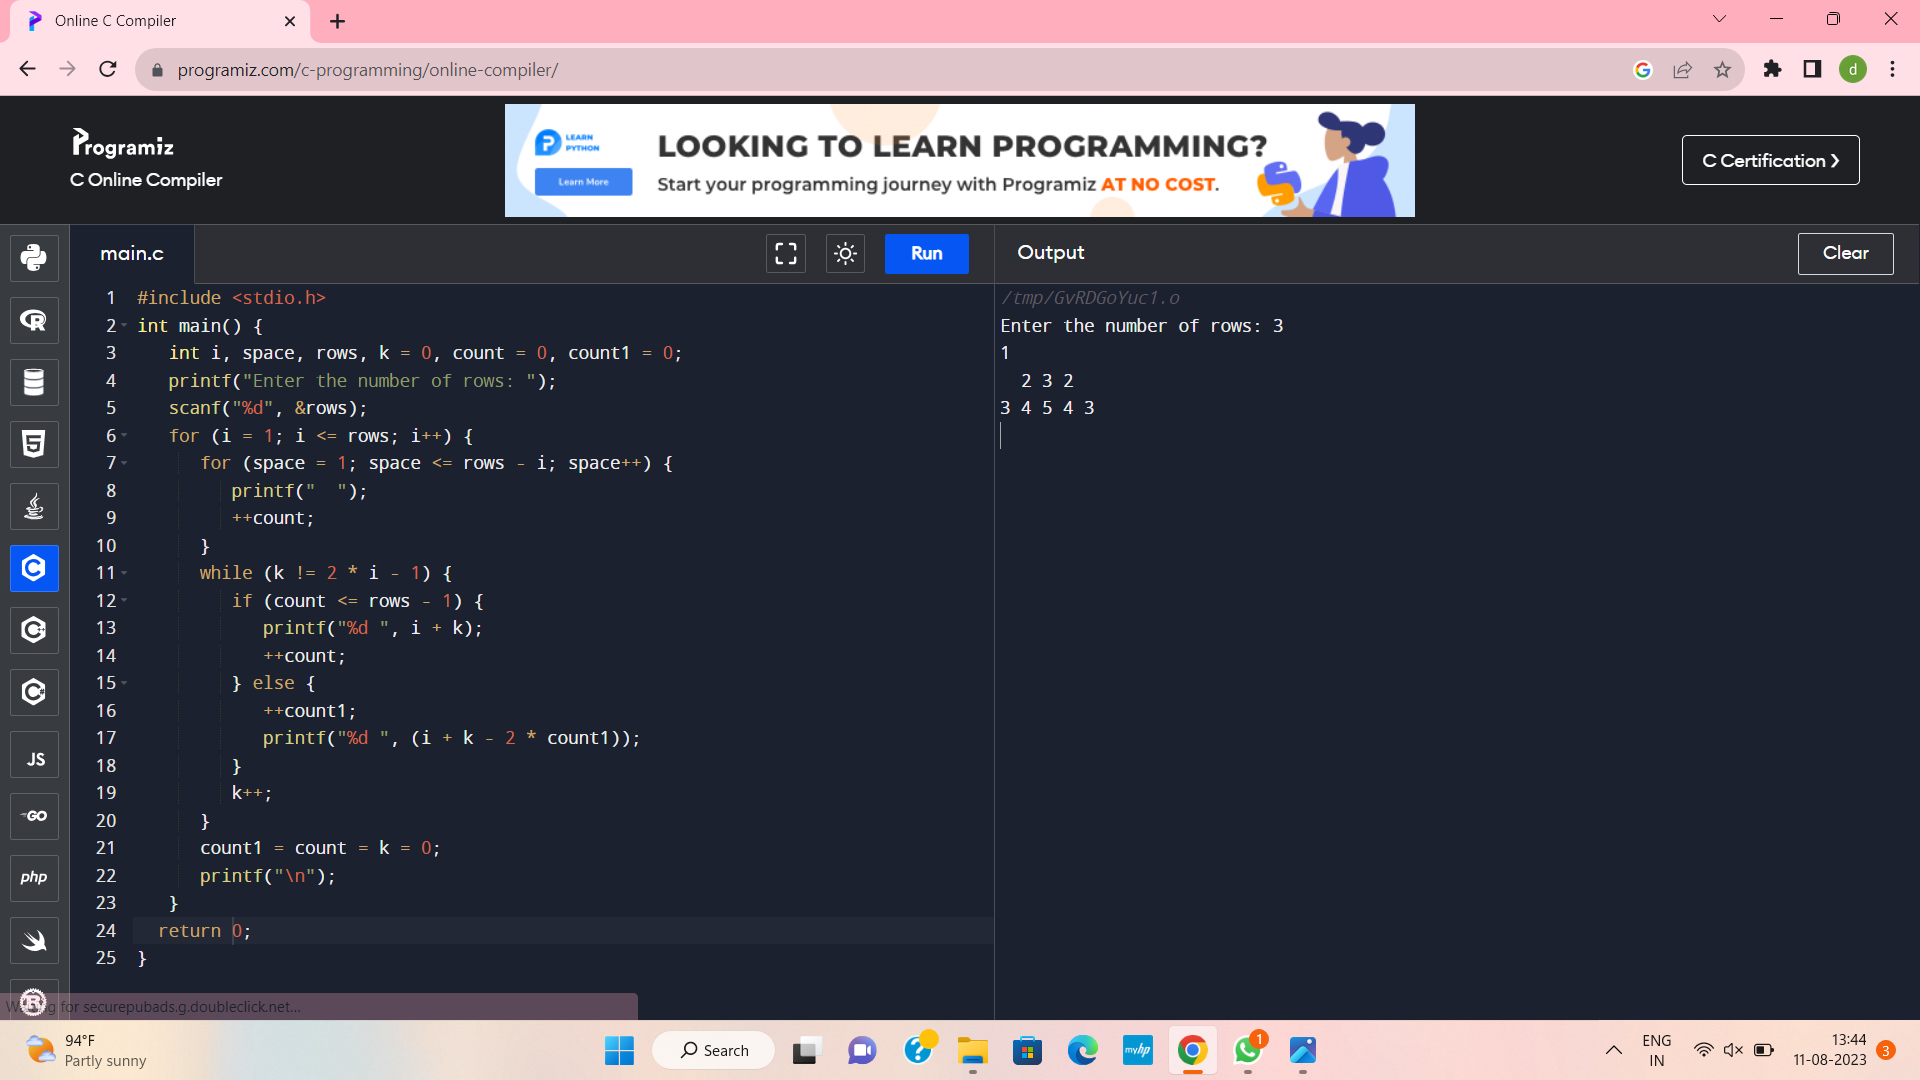 Online C Compiler
programiz.com/c-programming/online-compiler/
d
Programiz
C Online Compiler
LEARN
PYTHON
Learn More
LOOKING TO LEARN PROGRAMMING?
Start your programming journey with Programiz AT NO COST.
C Certification ❯
main.c
Run
Output
Clear
1 #include <stdio.h>
2 int main() {
3 int i, space, rows, k = 0, count = 0, count1 = 0;
4 printf("Enter the number of rows: ");
5 scanf("%d", &rows);
6 for (i = 1; i <= rows; i++) {
7 for (space = 1; space <= rows - i; space++) {
8 printf("  ");
9 ++count;
10 }
11 while (k != 2 * i - 1) {
12 if (count <= rows - 1) {
13 printf("%d ", i + k);
14 ++count;
15 } else {
16 ++count1;
17 printf("%d ", (i + k - 2 * count1));
18 }
19 k++;
20 }
21 count1 = count = k = 0;
22 printf("\n");
23 }
24 return 0;
25 }
/tmp/GvRDGoYuc1.o
Enter the number of rows: 3
1
2 3 2
3 4 5 4 3
JS
GO
php
for securepubads.g.doubleclick.net...
94°F
Partly sunny
Search
myhp
1
ENG
IN
13:44
11-08-2023
3